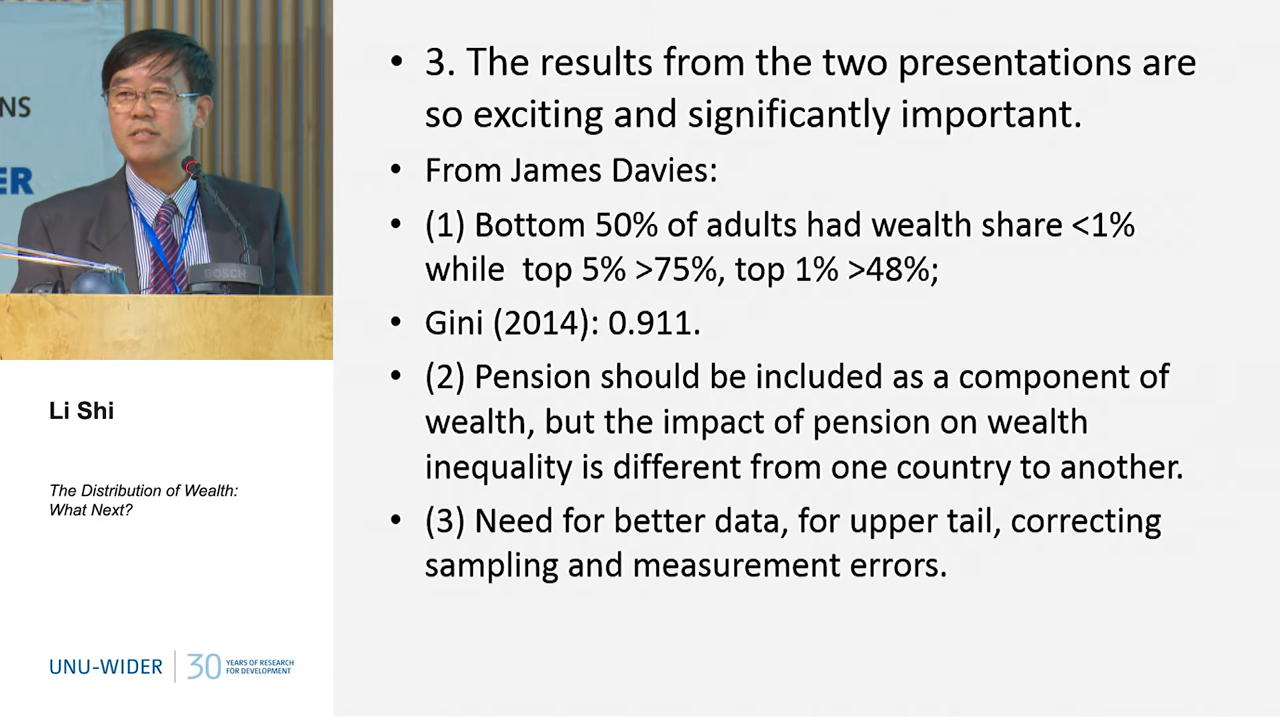 NS
ER
BOSCH
Li Shi
The Distribution of Wealth:
What Next?
UNU-WIDER
30 YEARS OF RESEARCH
FOR DEVELOPMENT
• 3. The results from the two presentations are
so exciting and significantly important.
• From James Davies:
• (1) Bottom 50% of adults had wealth share <1%
while top 5% >75%, top 1% >48%;
• Gini (2014): 0.911.
• (2) Pension should be included as a component of
wealth, but the impact of pension on wealth
inequality is different from one country to another.
• (3) Need for better data, for upper tail, correcting
sampling and measurement errors.